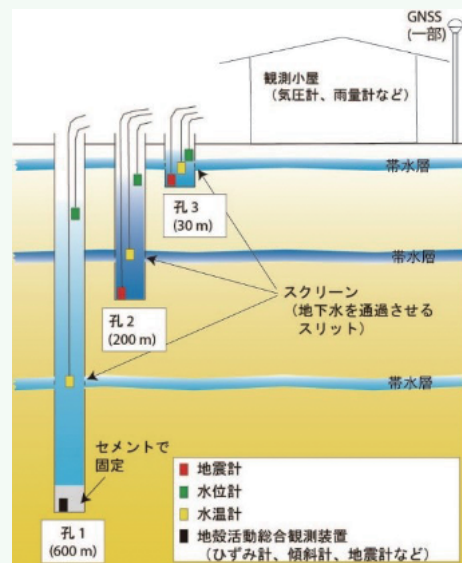 GNSS
(一部)
観測小屋
(気圧計、雨量計など)
帯水層
孔 3
(30 m)
帯水層
孔 2
(200 m)
スクリーン
(地下水を通過させる
スリット)
帯水層
セメントで
固定
孔 1
(600 m)
地震計
水位計
水温計
地殻活動総合観測装置
(ひずみ計、傾斜計、地震計など)